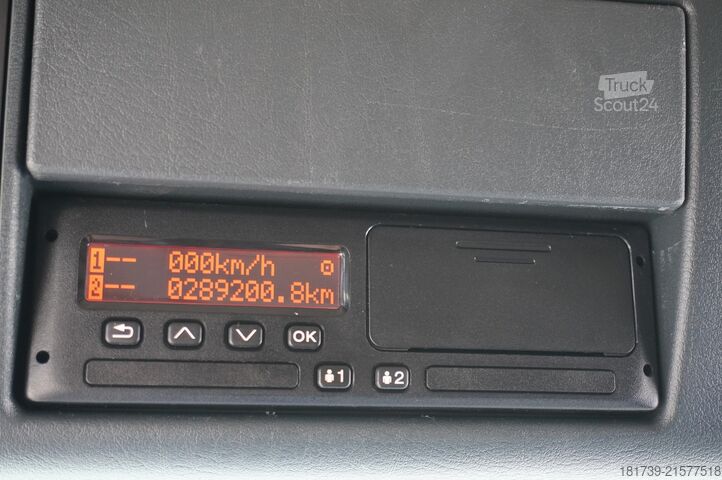 Truck
Scout24
1-- 000km/h
2-- 0289200.8km
OK
1 2
181739-21577518